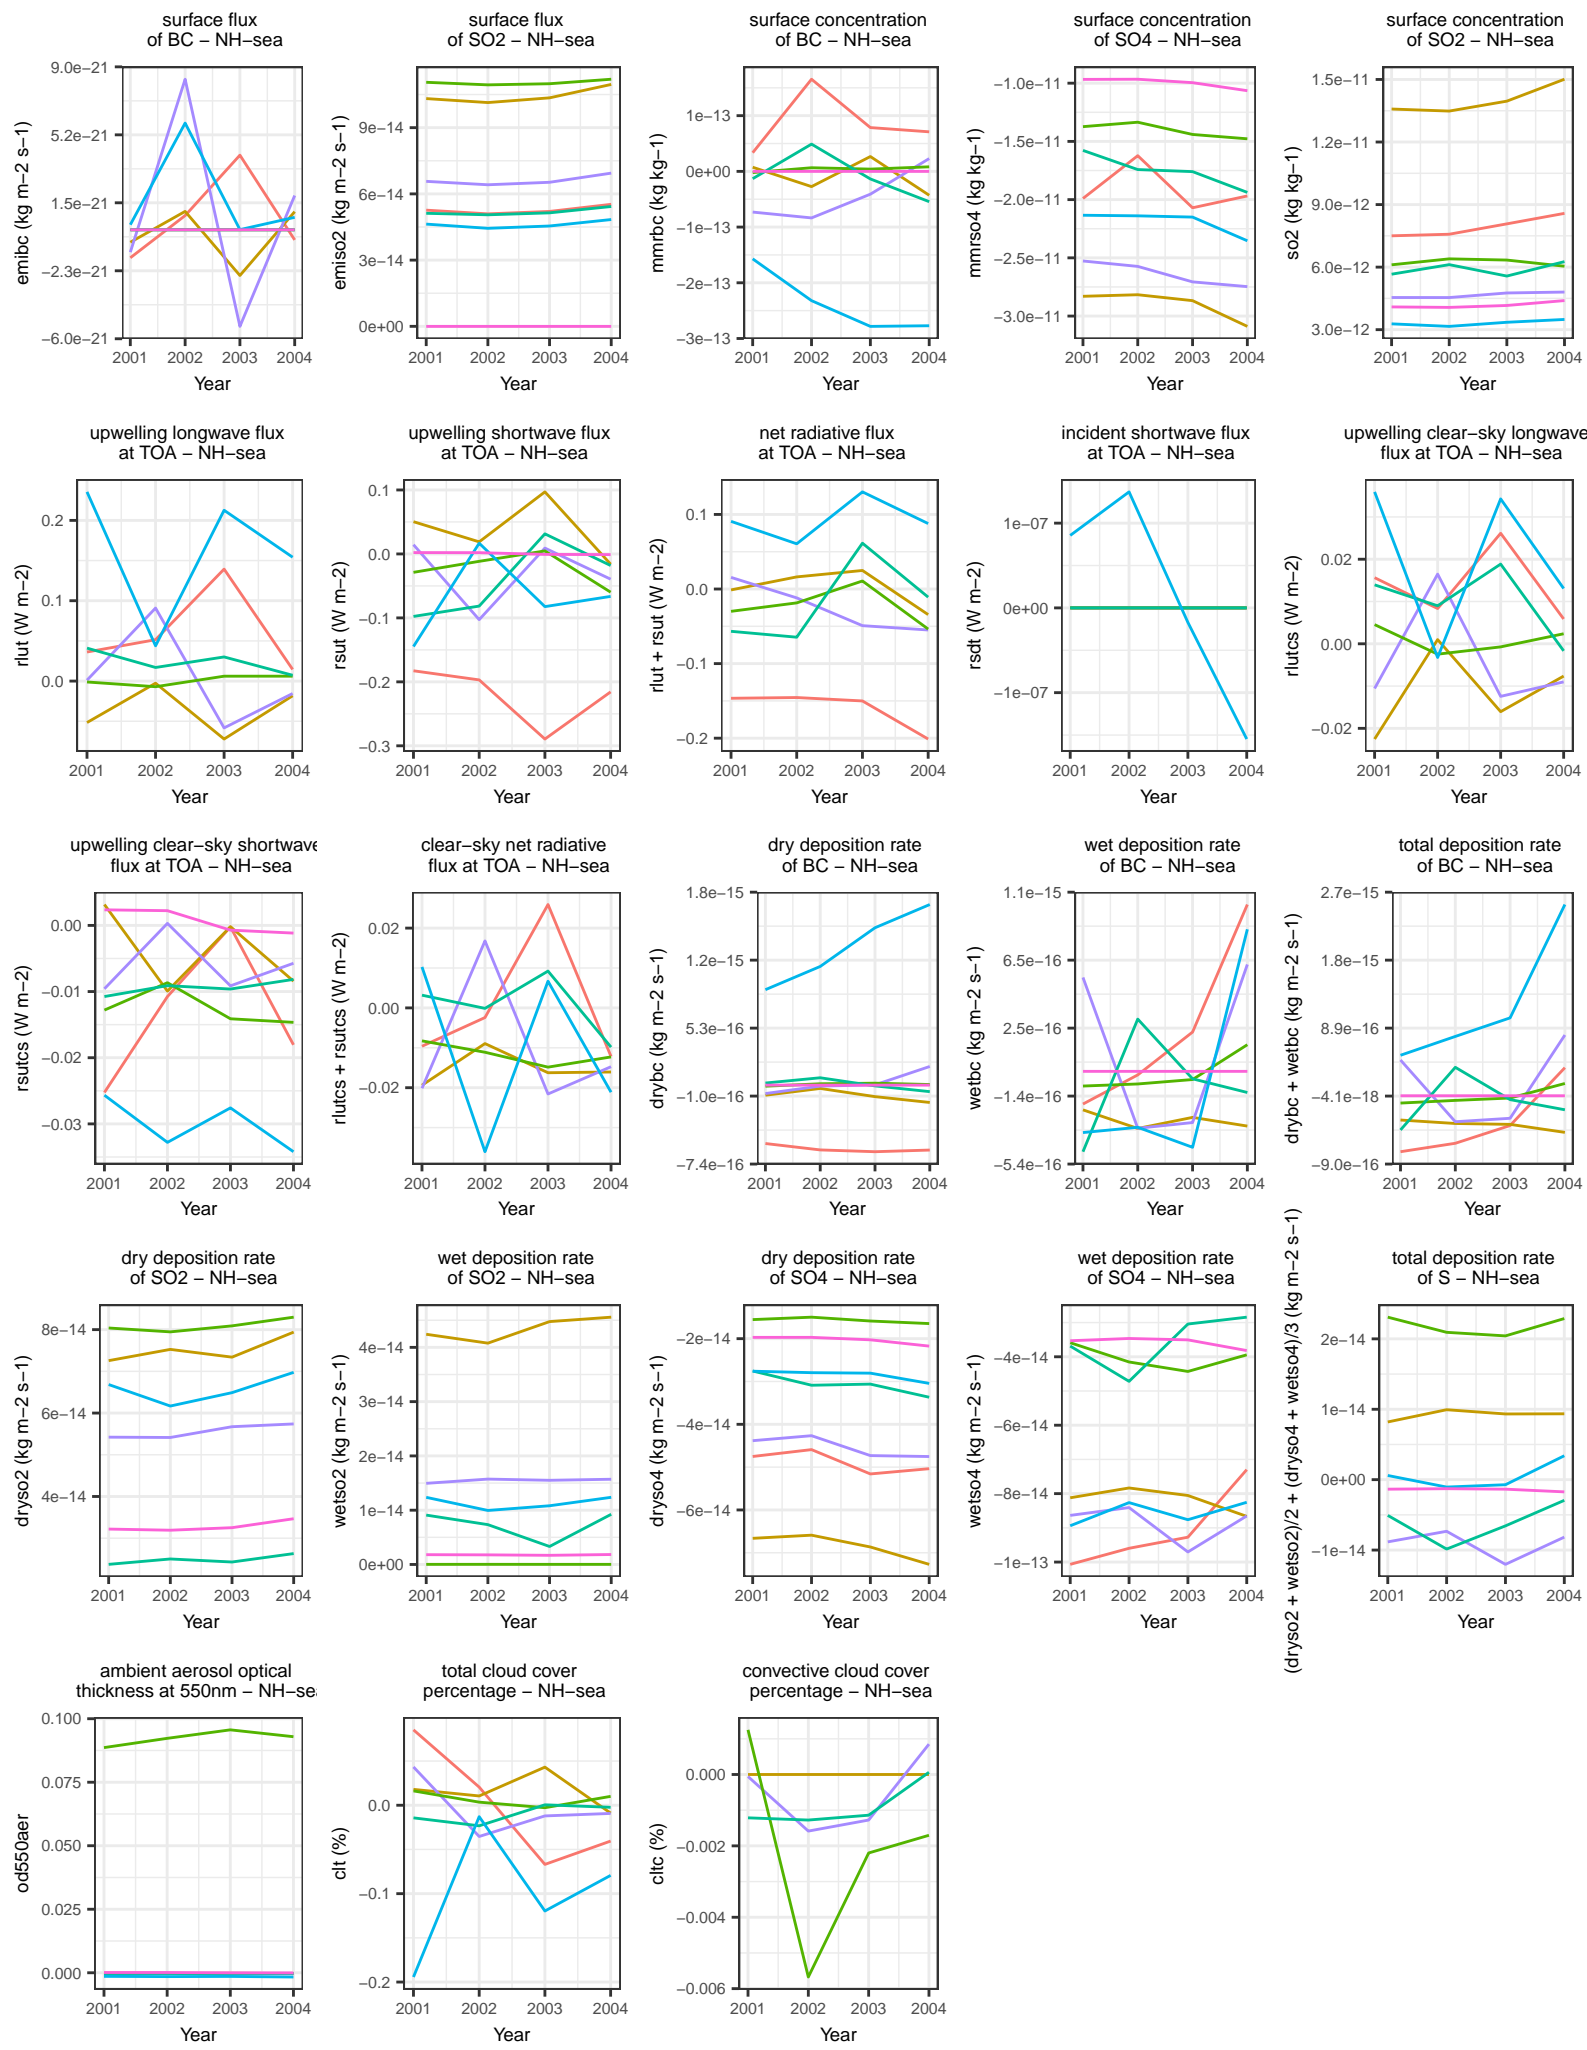 surface flux
of BC − NH−sea
9.0e−21
5.2e−21
1.5e−21
−2.3e−21
−6.0e−21
emibc (kg m−2 s−1)
2001 2002 2003 2004
Year
surface flux
of SO2 − NH−sea
9e−14
6e−14
3e−14
0e+00
emiso2 (kg m−2 s−1)
2001 2002 2003 2004
Year
surface concentration
of BC − NH−sea
1e−13
0e+00
−1e−13
−2e−13
−3e−13
mmrbc (kg kg−1)
2001 2002 2003 2004
Year
surface concentration
of SO4 − NH−sea
−1.0e−11
−1.5e−11
−2.0e−11
−2.5e−11
−3.0e−11
mmrso4 (kg kg−1)
2001 2002 2003 2004
Year
surface concentration
of SO2 − NH−sea
1.5e−11
1.2e−11
9.0e−12
6.0e−12
3.0e−12
so2 (kg kg−1)
2001 2002 2003 2004
Year
upwelling longwave flux
at TOA − NH−sea
0.2
0.1
0.0
rlut (W m−2)
2001 2002 2003 2004
Year
upwelling shortwave flux
at TOA − NH−sea
0.1
0.0
−0.1
−0.2
−0.3
rsut (W m−2)
2001 2002 2003 2004
Year
net radiative flux
at TOA − NH−sea
0.1
0.0
−0.1
−0.2
rlut + rsut (W m−2)
2001 2002 2003 2004
Year
incident shortwave flux
at TOA − NH−sea
1e−07
0e+00
−1e−07
rsdt (W m−2)
2001 2002 2003 2004
Year
upwelling clear−sky longwave
flux at TOA − NH−sea
0.02
0.00
−0.02
rlutcs (W m−2)
2001 2002 2003 2004
Year
upwelling clear−sky shortwave
flux at TOA − NH−sea
0.00
−0.01
−0.02
−0.03
rsutcs (W m−2)
2001 2002 2003 2004
Year
clear−sky net radiative
flux at TOA − NH−sea
0.02
0.00
−0.02
rlutcs + rsutcs (W m−2)
2001 2002 2003 2004
Year
dry deposition rate
of BC − NH−sea
1.8e−15
1.2e−15
5.3e−16
−1.0e−16
−7.4e−16
drybc (kg m−2 s−1)
2001 2002 2003 2004
Year
wet deposition rate
of BC − NH−sea
1.1e−15
6.5e−16
2.5e−16
−1.4e−16
−5.4e−16
wetbc (kg m−2 s−1)
2001 2002 2003 2004
Year
total deposition rate
of BC − NH−sea
2.7e−15
1.8e−15
8.9e−16
−4.1e−18
−9.0e−16
drybc + wetbc (kg m−2 s−1)
2001 2002 2003 2004
Year
dry deposition rate
of SO2 − NH−sea
8e−14
6e−14
4e−14
dryso2 (kg m−2 s−1)
2001 2002 2003 2004
Year
wet deposition rate
of SO2 − NH−sea
4e−14
3e−14
2e−14
1e−14
0e+00
wetso2 (kg m−2 s−1)
2001 2002 2003 2004
Year
dry deposition rate
of SO4 − NH−sea
−2e−14
−4e−14
−6e−14
dryso4 (kg m−2 s−1)
2001 2002 2003 2004
Year
wet deposition rate
of SO4 − NH−sea
−4e−14
−6e−14
−8e−14
−1e−13
wetso4 (kg m−2 s−1)
2001 2002 2003 2004
Year
total deposition rate
of S − NH−sea
2e−14
1e−14
0e+00
−1e−14
(dryso2 + wetso2)/2 + (dryso4 + wetso4)/3 (kg m−2 s−1)
2001 2002 2003 2004
Year
ambient aerosol optical
thickness at 550nm − NH−se
0.100
0.075
0.050
0.025
0.000
od550aer
2001 2002 2003 2004
Year
total cloud cover
percentage − NH−sea
0.0
−0.1
−0.2
clt (%)
2001 2002 2003 2004
Year
convective cloud cover
percentage − NH−sea
0.000
−0.002
−0.004
−0.006
cltc (%)
2001 2002 2003 2004
Year